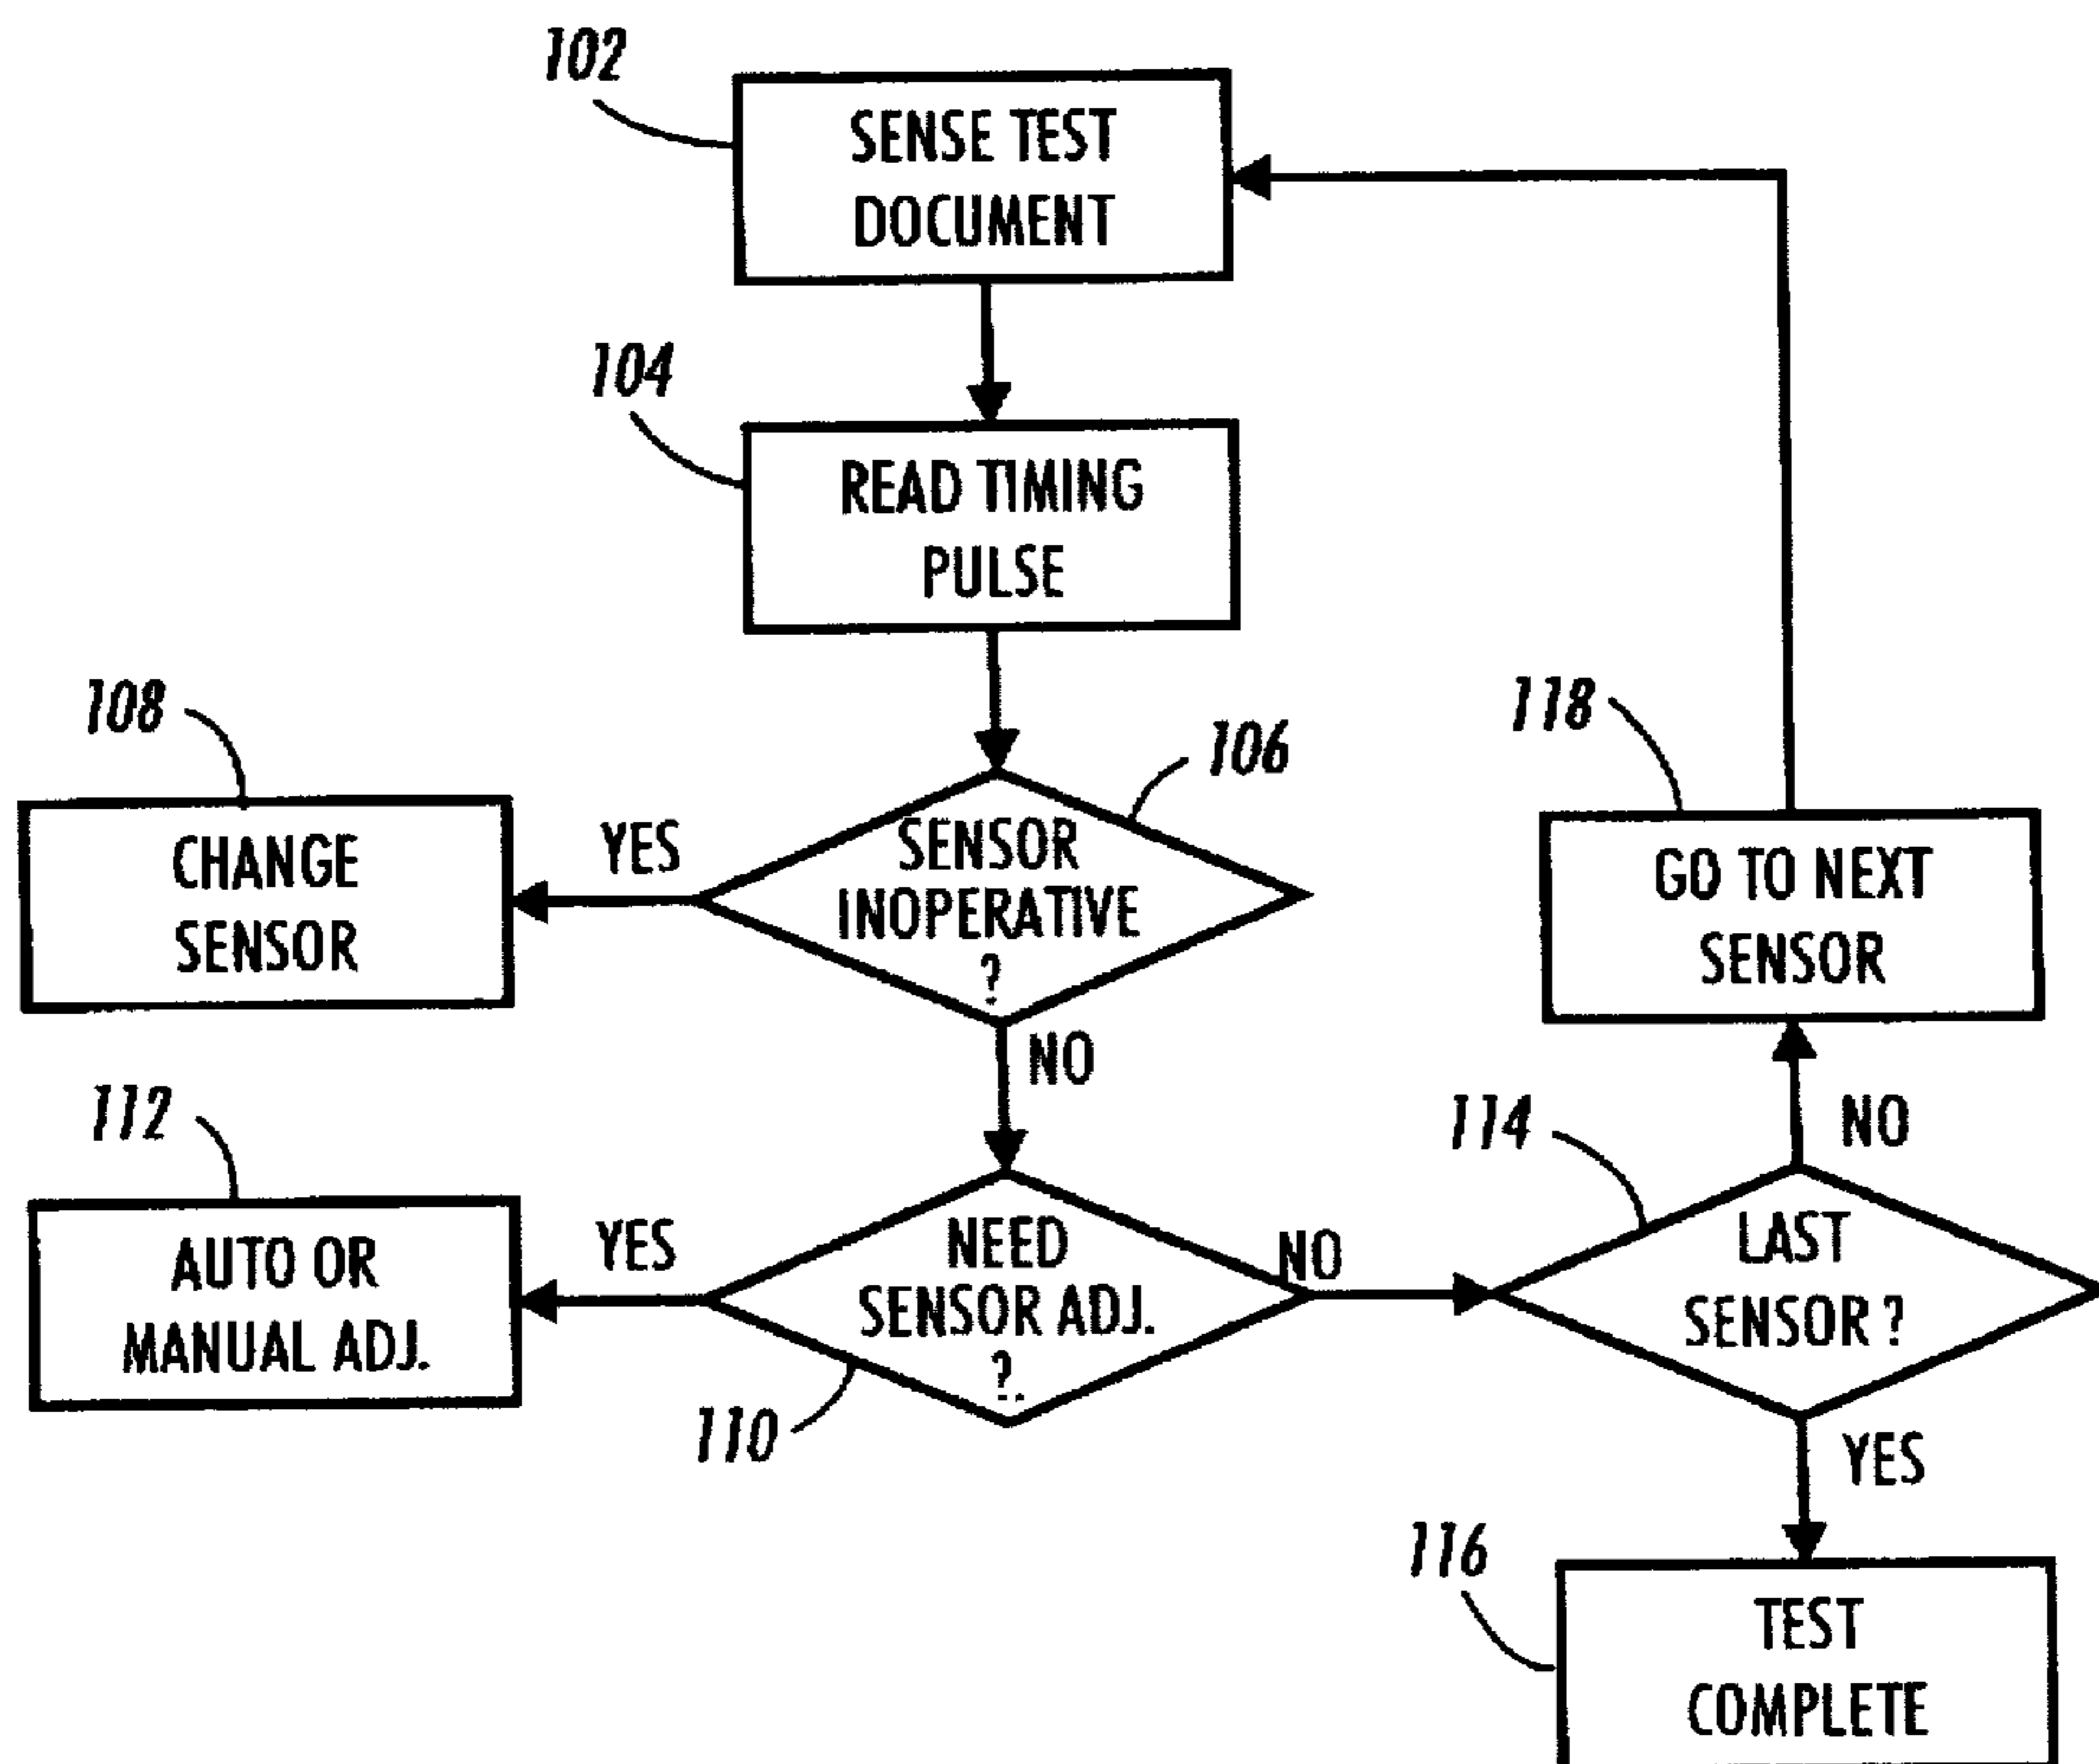 102
SENSE TEST
DOCUMENT
104
READ TIMING
PULSE
108
CHANGE
SENSOR
YES
106
SENSOR
INOPERATIVE
?
NO
118
GO TO NEXT
SENSOR
112
AUTO OR
MANUAL ADJ.
YES
NEED
SENSOR ADJ.
?.
110
NO
114
NO
LAST
SENSOR ?
YES
116
TEST
COMPLETE